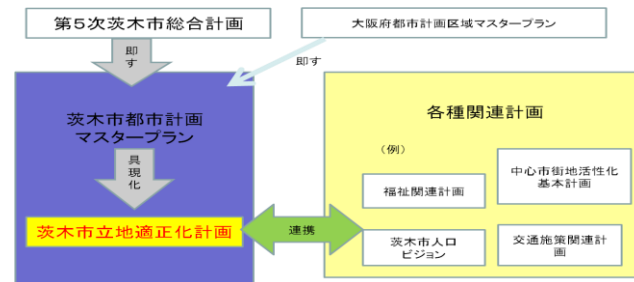 第5次茨木市総合計画
大阪府都市計画区域マスタープラン
即
す
即す
茨木市都市計画
マスタープラン
具
現
化
茨木市立地適正化計画
連携
各種関連計画
(例)
福祉関連計画
中心市街地活性化
基本計画
茨木市人口
ビジョン
交通施策関連計
画